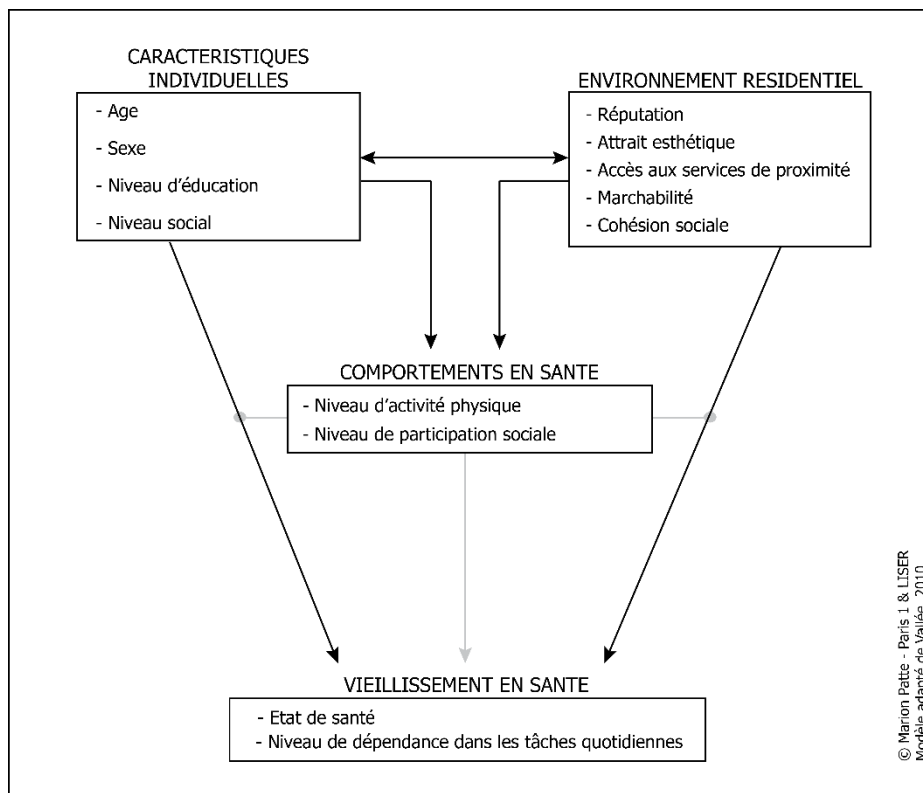 CARACTERISTIQUES
INDIVIDUELLES
- Age
- Sexe
- Niveau d'éducation
- Niveau social
ENVIRONNEMENT RESIDENTIEL
- Réputation
- Attrait esthétique
- Accès aux services de proximité
- Marchabilité
- Cohésion sociale
COMPORTEMENTS EN SANTE
- Niveau d'activité physique
- Niveau de participation sociale
VIEILLISSEMENT EN SANTE
- Etat de santé
- Niveau de dépendance dans les tâches quotidiennes
© Marion Patte - Paris 1 & LISER
Modèle adapté de Vallée, 2010